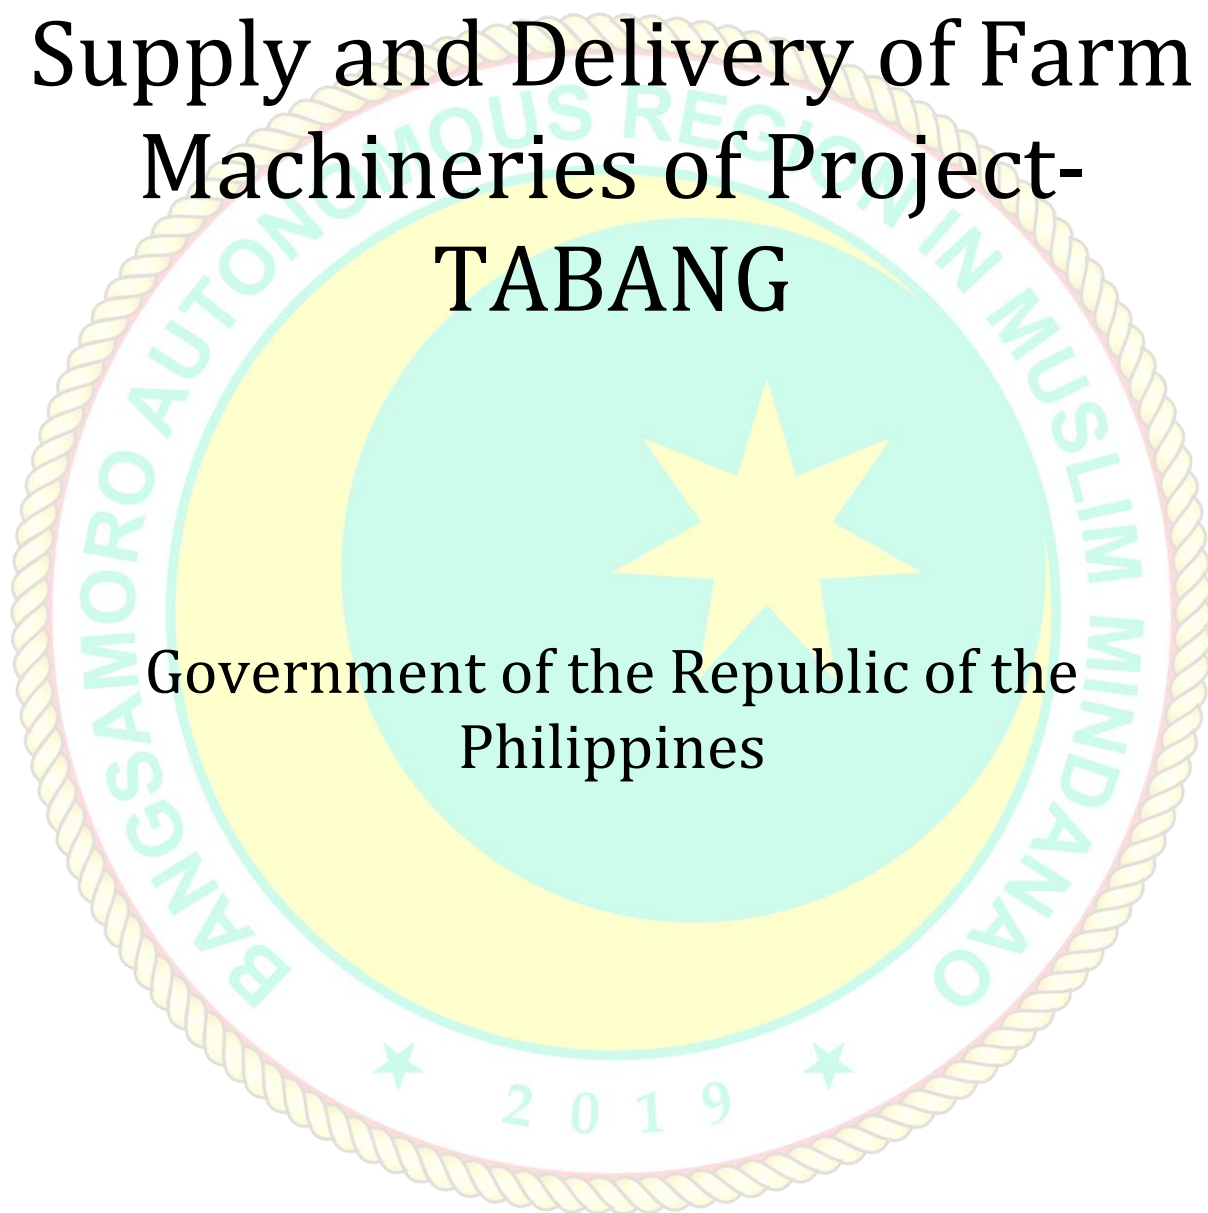 Supply and Delivery of Farm
Machineries of Project-
TABANG
Government of the Republic of the
Philippines
BANGSAMORO AUTONOMOUS REGION IN MUSLIM MINDANAO
2019